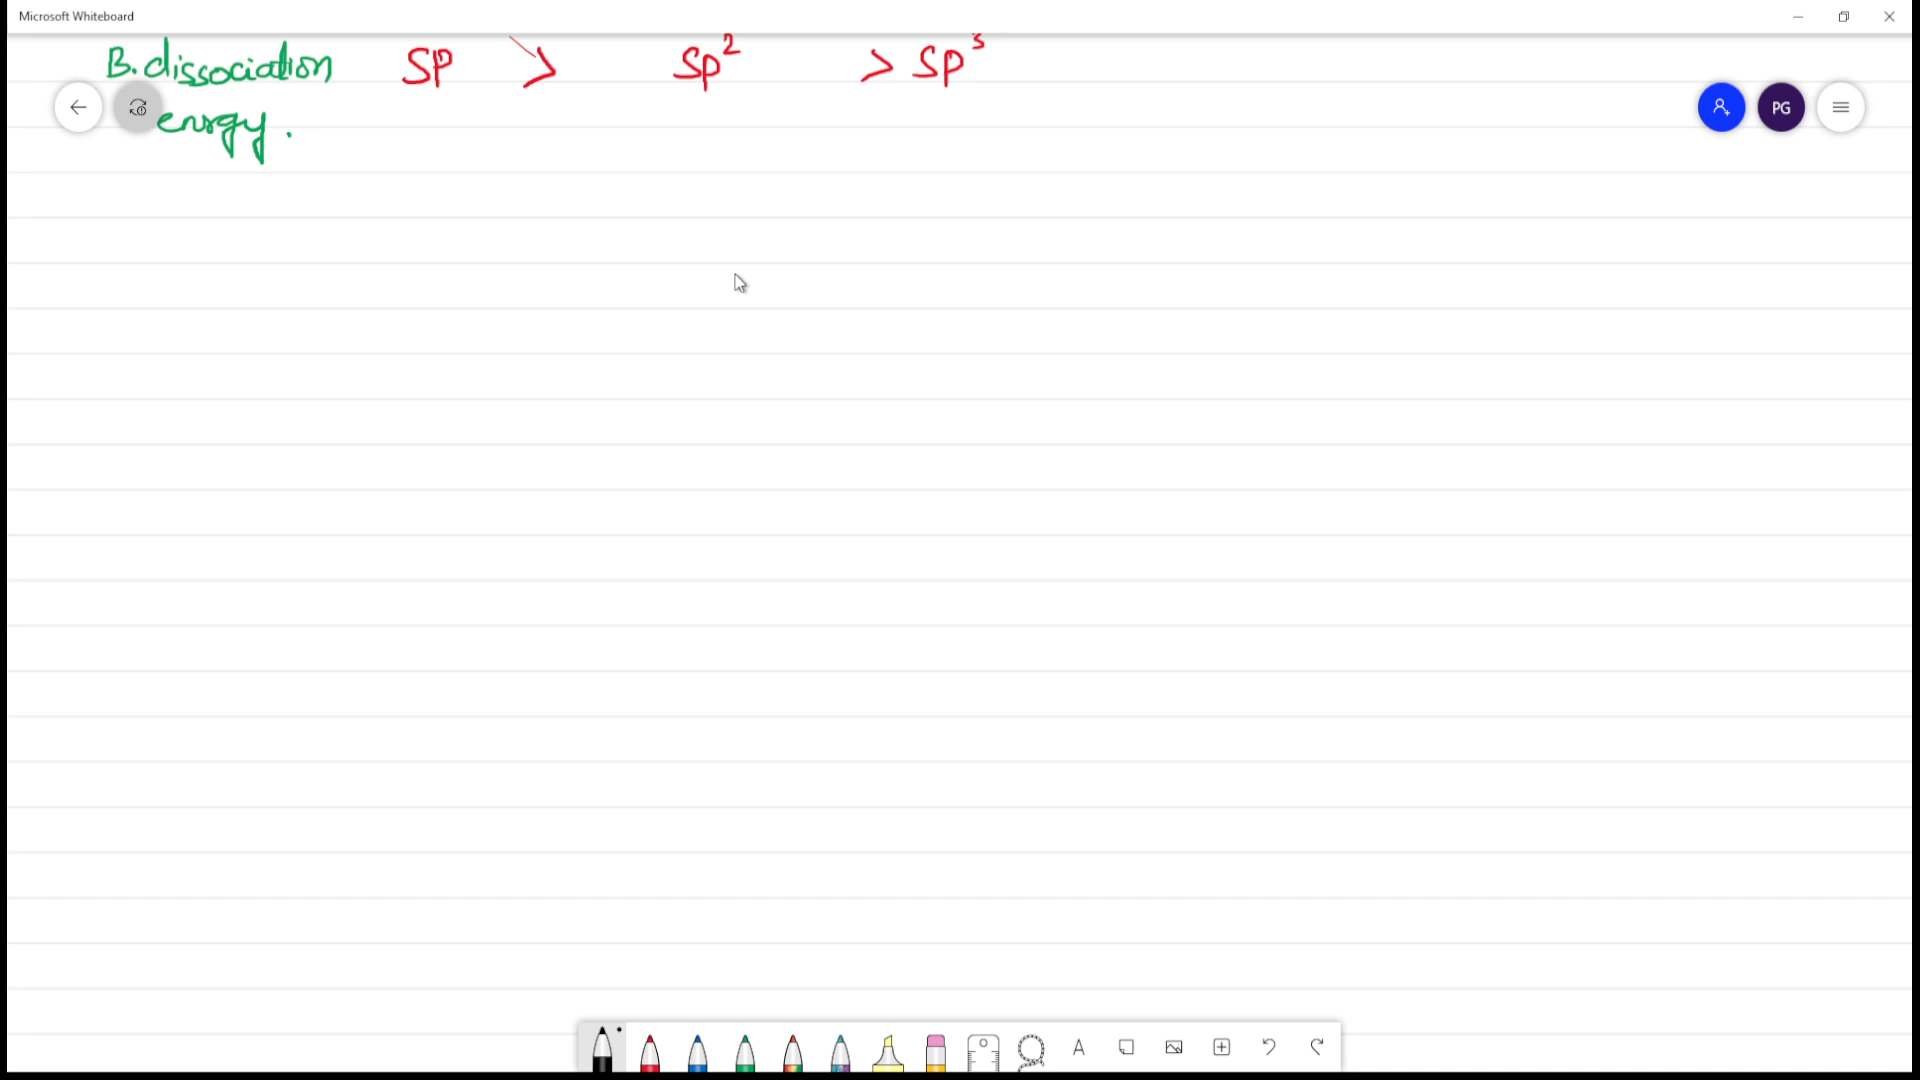 Microsoft Whiteboard
B. dissociation SP > Sp² > Sp³
energy.
PG
A